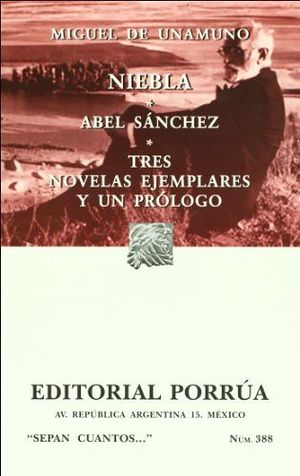 MIGUEL DE UNAMUNO
NIEBLA
*
ABEL SÁNCHEZ
*
TRES
NOVELAS EJEMPLARES
Y UN PRÓLOGO
EDITORIAL PORRÚA
AV. REPÚBLICA ARGENTINA 15. MÉXICO
"SEPAN CUANTOS..."
NÚM. 388